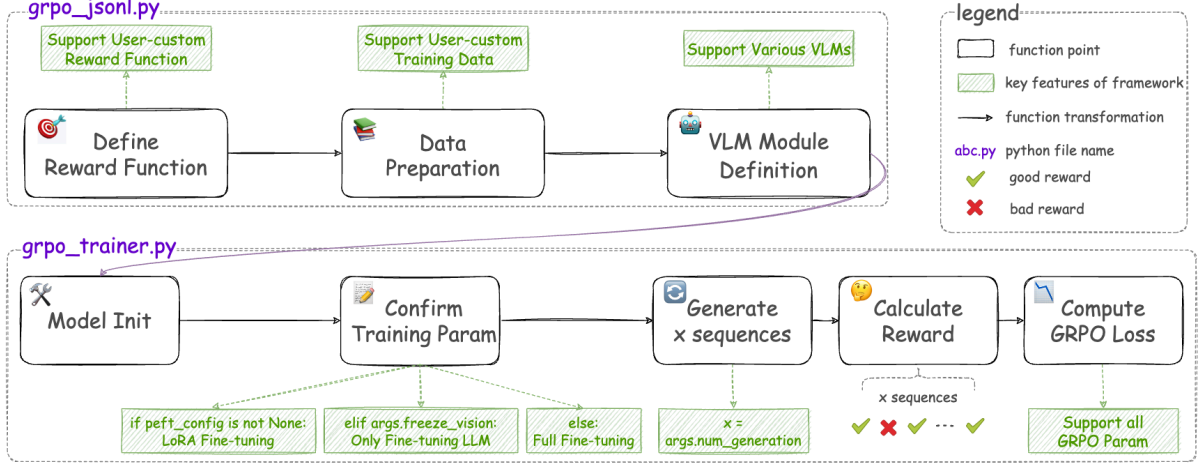 grpo_jsonl.py
Support User-custom
Reward Function
Support User-custom
Training Data
Support Various VLMs
Define
Reward Function
Data
Preparation
VLM Module
Definition
legend
function point
key features of framework
function transformation
abc.py python file name
good reward
bad reward
grpo_trainer.py
Model Init
Confirm
Training Param
Generate
x sequences
Calculate
Reward
Compute
GRPO Loss
if peft_config is not None:
LoRA Fine-tuning
elif args.freeze_vision:
Only Fine-tuning LLM
else:
Full Fine-tuning
x =
args.num_generation
x sequences
Support all
GRPO Param